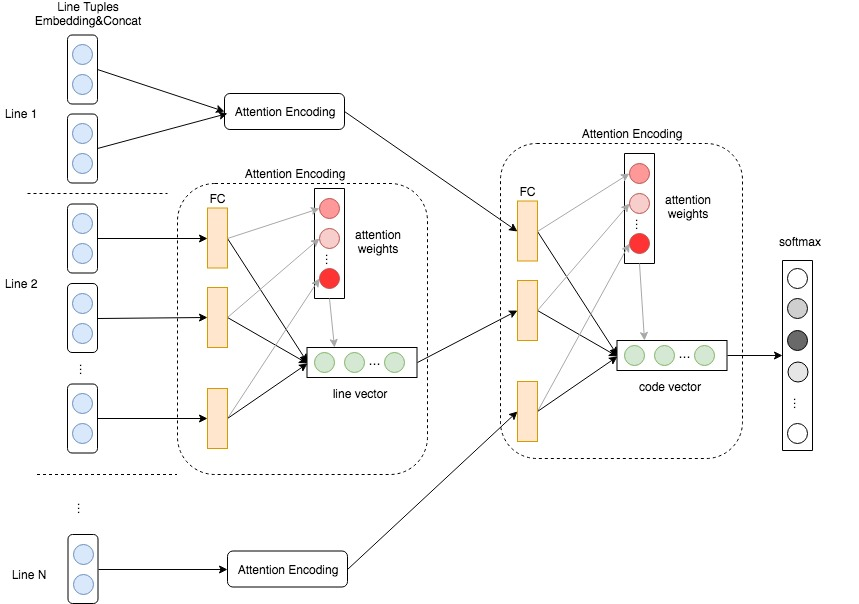 Line Tuples
Embedding&Concat
Line 1
Attention Encoding
Attention Encoding
FC
attention
weights
⋮
Line 2
⋮
line vector
...
Attention Encoding
FC
attention
weights
⋮
code vector
...
softmax
⋮
⋮
Line N
Attention Encoding